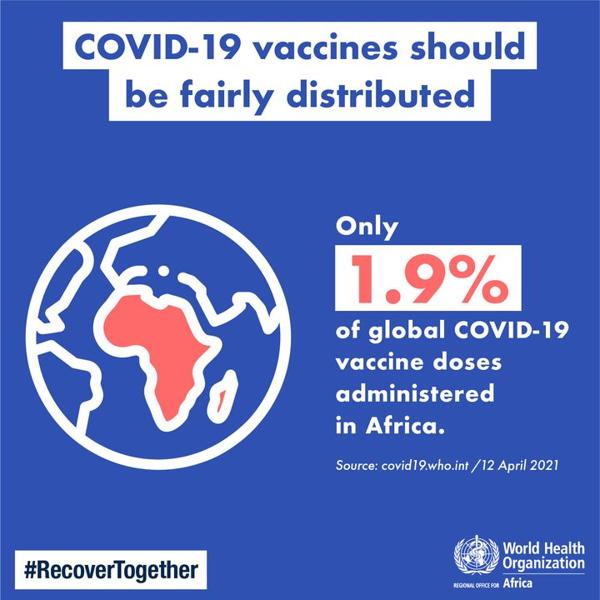 COVID-19 vaccines should
be fairly distributed
Only
1.9%
of global COVID-19
vaccine doses
administered
in Africa.
Source: covid19.who.int /12 April 2021
#RecoverTogether
World Health
Organization
REGIONAL OFFICE FOR Africa